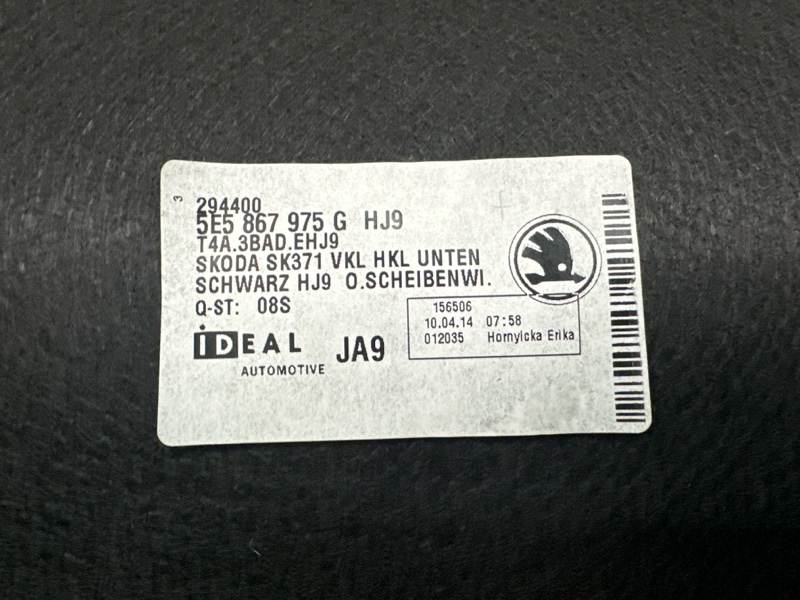 3
294400
5E5 867 975 G HJ9
T4A.3BAD.EHJ9
SKODA SK371 VKL HKL UNTEN
SCHWARZ HJ9 O.SCHEIBENWI.
Q-ST: 08S
156506
10.04.14 07:58
012035 Hornyicka Erika
IDEAL
AUTOMOTIVE
JA9